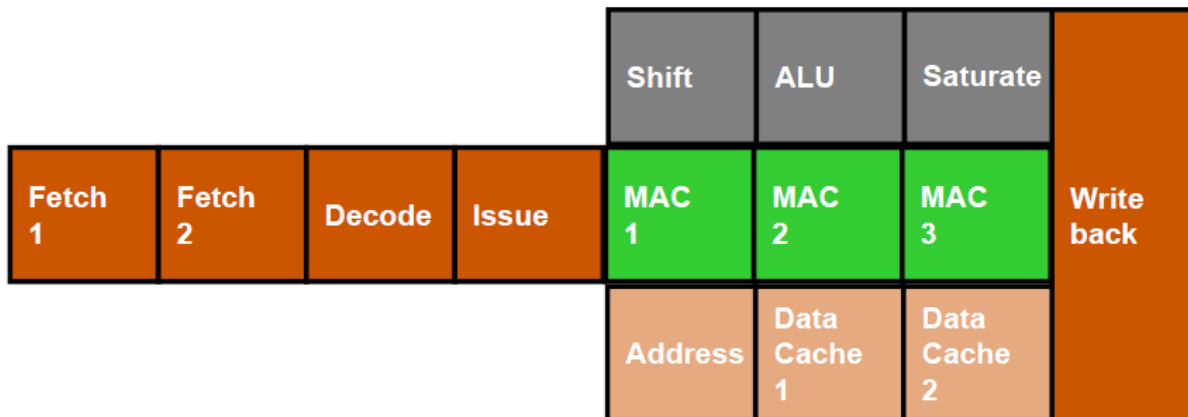 Shift
ALU
Saturate
Fetch
1
Fetch
2
Decode
Issue
MAC
1
MAC
2
MAC
3
Write
back
Address
Data
Cache
1
Data
Cache
2